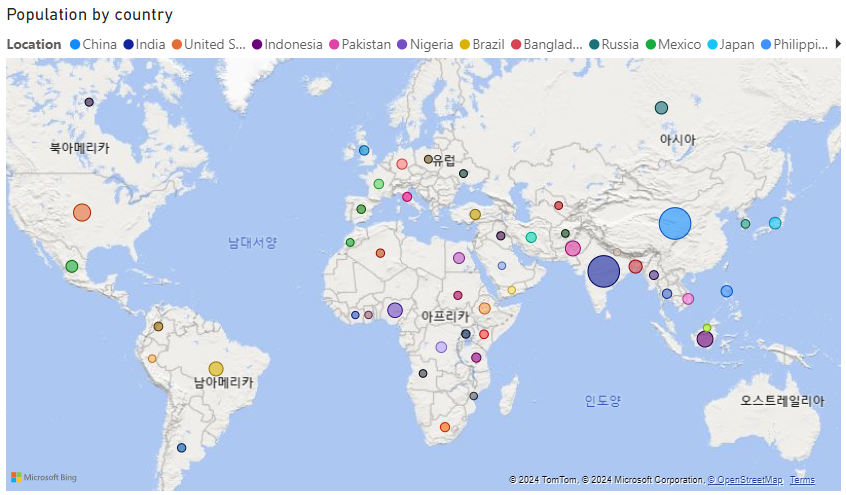 Population by country
Location China India United S... Indonesia Pakistan Nigeria Brazil Banglad... Russia Mexico Japan Philippi...
북아메리카
유럽
아시아
남대서양
아프리카
남아메리카
인도양
오스트레일리아
Microsoft Bing
© 2024 TomTom, © 2024 Microsoft Corporation, © OpenStreetMap Terms